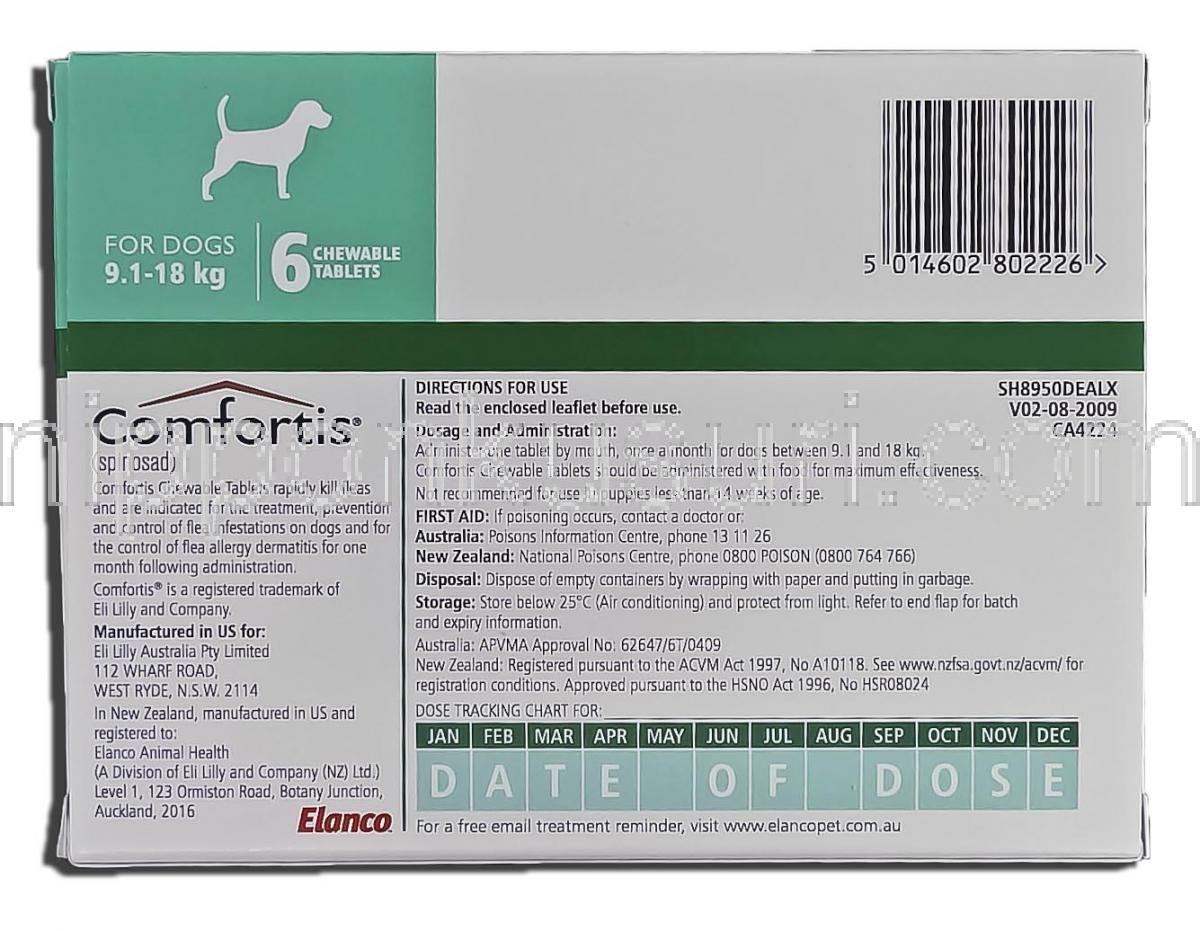 FOR DOGS
9.1-18 kg
6 CHEWABLE
TABLETS
5 014602 802226 >
Comfortis®
(spinosad)
Comfortis Chewable Tablets rapidly kill fleas
and are indicated for the treatment, prevention
and control of flea infestations on dogs and for
the control of flea allergy dermatitis for one
month following administration.
Comfortis® is a registered trademark of
Eli Lilly and Company.
Manufactured in US for:
Eli Lilly Australia Pty Limited
112 WHARF ROAD,
WEST RYDE, N.S.W. 2114
In New Zealand, manufactured in US and
registered to:
Elanco Animal Health
(A Division of Eli Lilly and Company (NZ) Ltd.)
Level 1, 123 Ormiston Road, Botany Junction,
Auckland, 2016
Elanco
DIRECTIONS FOR USE
Read the enclosed leaflet before use.
Dosage and Administration:
Administer one tablet by mouth, once a month for dogs between 9.1 and 18 kg.
Comfortis Chewable Tablets should be administered with food for maximum effectiveness.
Not recommended for use in puppies less than 14 weeks of age.
FIRST AID: If poisoning occurs, contact a doctor or:
Australia: Poisons Information Centre, phone 13 11 26
New Zealand: National Poisons Centre, phone 0800 POISON (0800 764 766)
Disposal: Dispose of empty containers by wrapping with paper and putting in garbage.
Storage: Store below 25°C (Air conditioning) and protect from light. Refer to end flap for batch
and expiry information.
Australia: APVMA Approval No: 62647/6T/0409
New Zealand: Registered pursuant to the ACVM Act 1997, No A10118. See www.nzfsa.govt.nz/acvm/ for
registration conditions. Approved pursuant to the HSNO Act 1996, No HSR08024
DOSE TRACKING CHART FOR:
JAN FEB MAR APR MAY JUN JUL AUG SEP OCT NOV DEC
DATE OF DOSE
For a free email treatment reminder, visit www.elancopet.com.au
SH8950DEALX
V02-08-2009
CA4224
nipponkusuri.com